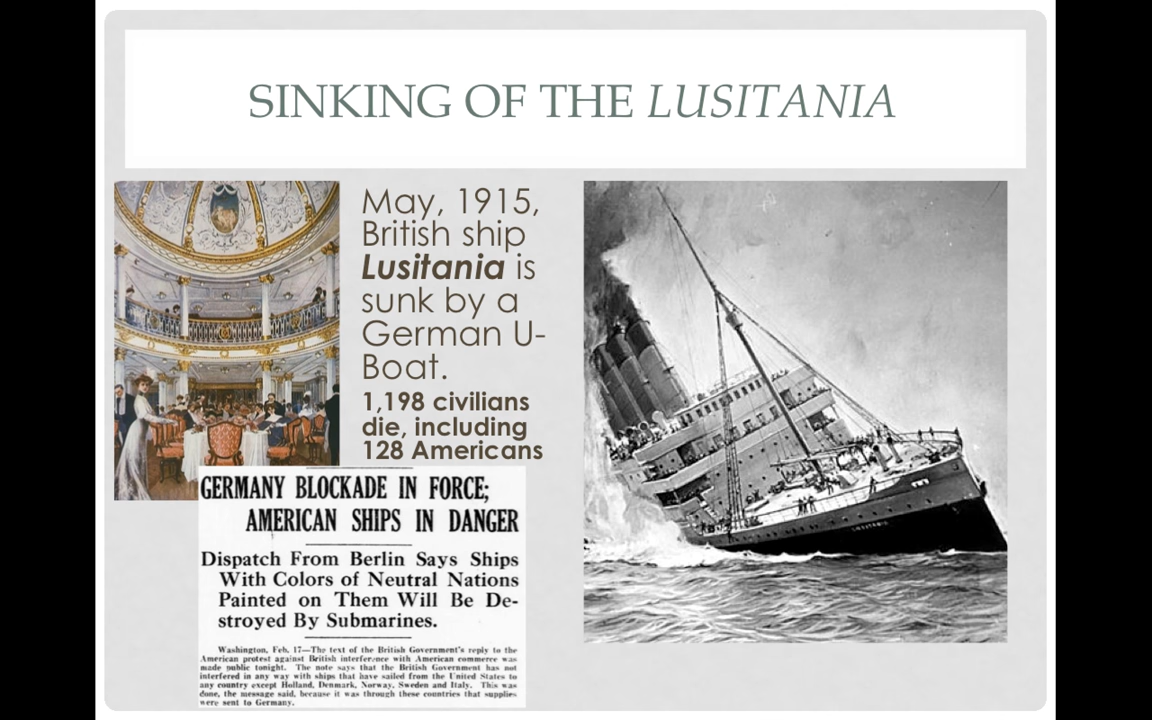 SINKING OF THE LUSITANIA
May, 1915,
British ship
Lusitania is
sunk by a
German U-
Boat.
1,198 civilians
die, including
128 Americans
GERMANY BLOCKADE IN FORCE;
AMERICAN SHIPS IN DANGER
Dispatch From Berlin Says Ships
With Colors of Neutral Nations
Painted on Them Will Be De-
stroyed By Submarines.
Washington, Feb. 17—The text of the British Government's reply to the
American protest against British interference with American commerce was
made public tonight. The note says that the British Government has not
interfered in any way with ships that have sailed from the United States to
any country except Holland, Denmark, Norway, Sweden and Italy. This was
done, the message said, because it was through these countries that supplies
were sent to Germany.
LUSITANIA